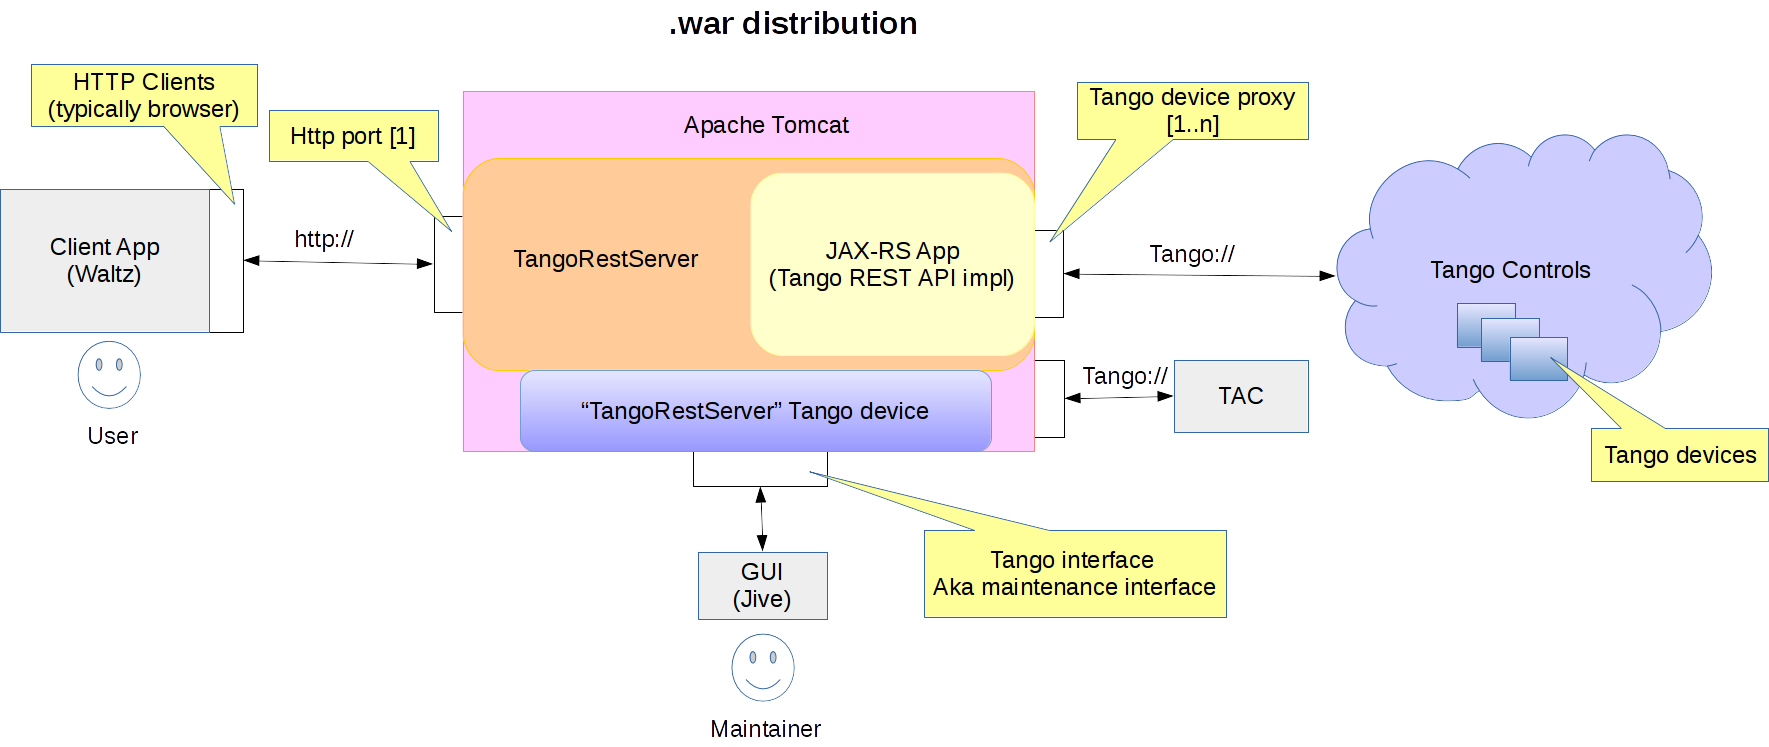 .war distribution
HTTP Clients
(typically browser)
Http port [1]
Apache Tomcat
Tango device proxy
[1..n]
Client App
(Waltz)
http://
TangoRestServer
JAX-RS App
(Tango REST API impl)
Tango://
Tango Controls
Tango://
TAC
“TangoRestServer” Tango device
User
Tango devices
Tango interface
Aka maintenance interface
GUI
(Jive)
Maintainer